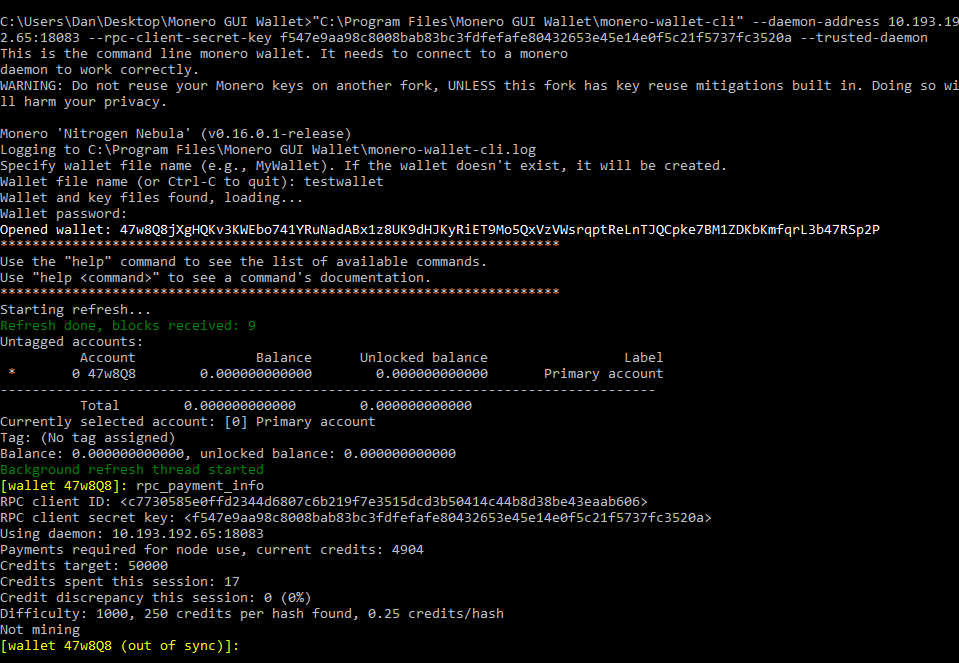 C:\Users\Dan\Desktop\Monero GUI Wallet>"C:\Program Files\Monero GUI Wallet\monero-wallet-cli" --daemon-address 10.193.19
2.65:18083 --rpc-client-secret-key f547e9aa98c8008bab83bc3fdfefafe80432653e45e14e0f5c21f5737fc3520a --trusted-daemon
This is the command line monero wallet. It needs to connect to a monero
daemon to work correctly.
WARNING: Do not reuse your Monero keys on another fork, UNLESS this fork has key reuse mitigations built in. Doing so wi
ll harm your privacy.
Monero 'Nitrogen Nebula' (v0.16.0.1-release)
Logging to C:\Program Files\Monero GUI Wallet\monero-wallet-cli.log
Specify wallet file name (e.g., MyWallet). If the wallet doesn't exist, it will be created.
Wallet file name (or Ctrl-C to quit): testwallet
Wallet and key files found, loading...
Wallet password:
Opened wallet: 47w8Q8jXgHQKv3KWEbo741YRuNadABx1z8UK9dHJKyRiET9Mo5QxVzVWsrqptReLnTJQCpke7BM1ZDKbKmfqrL3b47RSp2P
**********************************************************************
Use the "help" command to see the list of available commands.
Use "help <command>" to see a command's documentation.
**********************************************************************
Starting refresh...
Refresh done, blocks received: 9
Untagged accounts:
Account Balance Unlocked balance Label
* 0 47w8Q8 0.000000000000 0.000000000000 Primary account
----------------------------------------------------------------------------------
Total 0.000000000000 0.000000000000
Currently selected account: [0] Primary account
Tag: (No tag assigned)
Balance: 0.000000000000, unlocked balance: 0.000000000000
Background refresh thread started
[wallet 47w8Q8]: rpc_payment_info
RPC client ID: <c7730585e0ffd2344d6807c6b219f7e3515dcd3b50414c44b8d38be43eaab606>
RPC client secret key: <f547e9aa98c8008bab83bc3fdfefafe80432653e45e14e0f5c21f5737fc3520a>
Using daemon: 10.193.192.65:18083
Payments required for node use, current credits: 4904
Credits target: 50000
Credits spent this session: 17
Credit discrepancy this session: 0 (0%)
Difficulty: 1000, 250 credits per hash found, 0.25 credits/hash
Not mining
[wallet 47w8Q8 (out of sync)]: